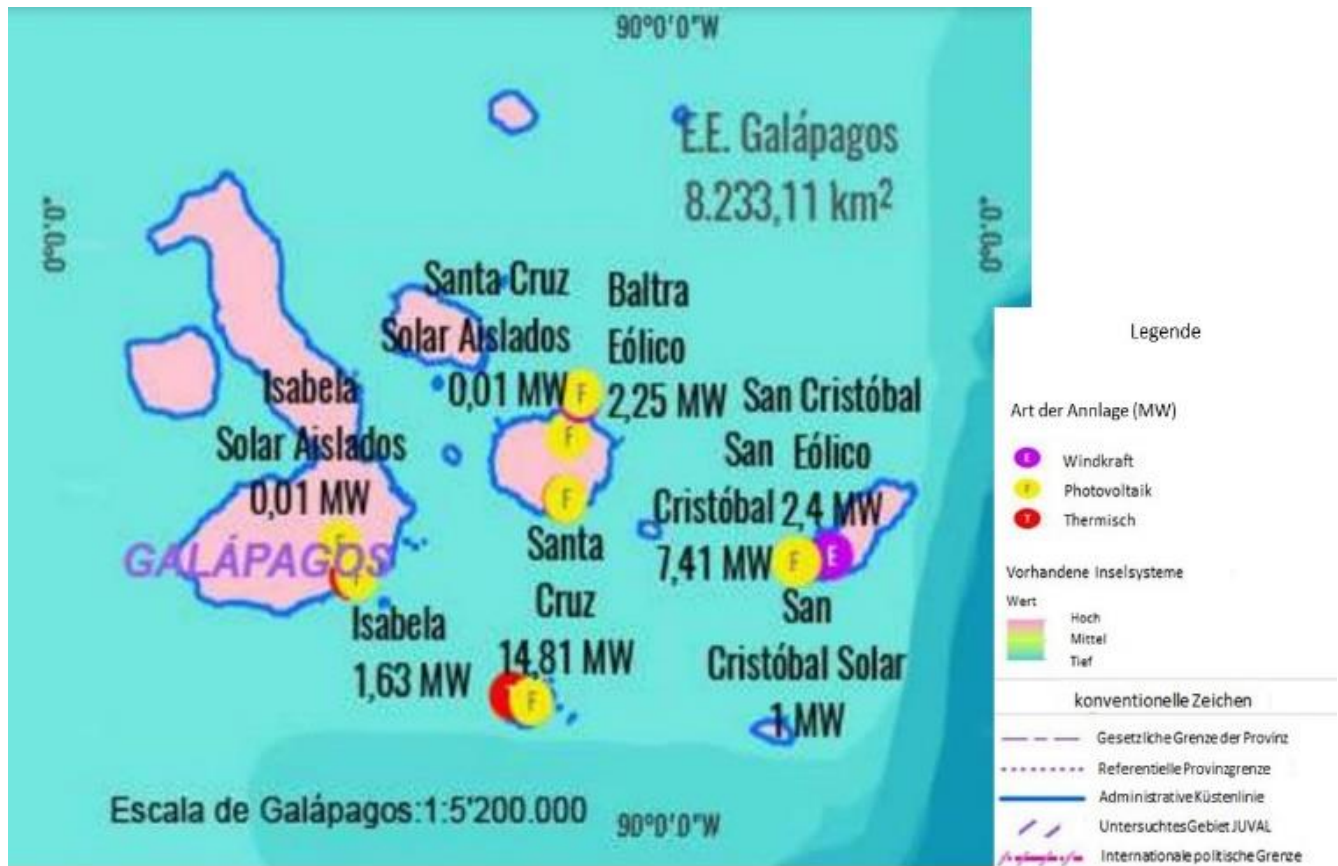 90°0'0"W
E.E. Galápagos
8.233,11 km²
0°0'.0.
0°0'.0.
Santa Cruz
Solar Aislados
0,01 MW
Baltra
Eólico
2,25 MW
Isabela
Solar Aislados
0,01 MW
San Cristóbal
Eólico
2,4 MW
San
Cristóbal
7,41 MW
F
F
F
F
F
E
GALÁPAGOS
Santa
Cruz
14,81 MW
Isabela
1,63 MW
San
Cristóbal Solar
1 MW
F
Escala de Galápagos:1:5'200.000
90°0'0"W
Legende
Art der Annlage (MW)
E Windkraft
F Photovoltaik
T Thermisch
Vorhandene Inselsysteme
Wert
Hoch
Mittel
Tief
konventionelle Zeichen
Gesetzliche Grenze der Provinz
Referentielle Provinzgrenze
Administrative Küstenlinie
Untersuchtes Gebiet JUVAL
Internationale politische Grenze